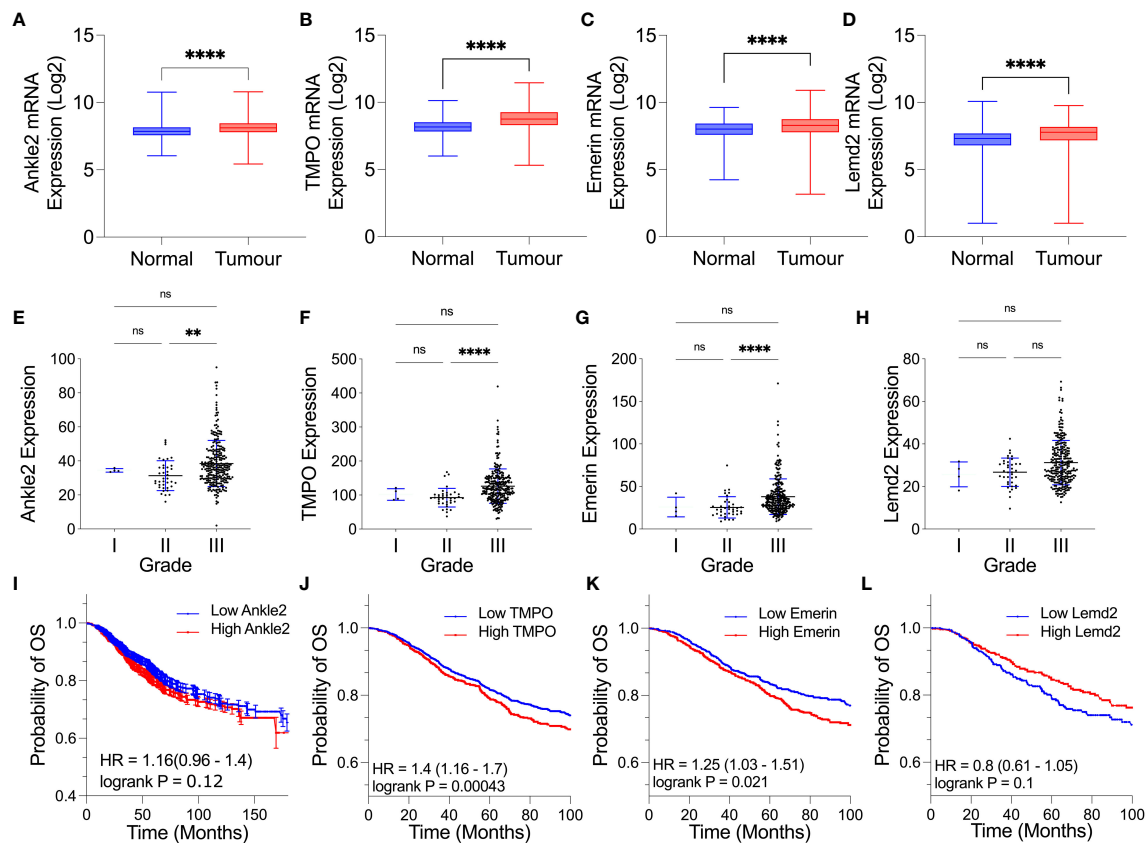 A
Ankle2 mRNA
Expression (Log2)
15
10
5
0
****
Normal
Tumour
B
TMPO mRNA
Expression (Log2)
15
10
5
0
****
Normal
Tumour
C
Emerin mRNA
Expression (Log2)
15
10
5
0
****
Normal
Tumour
D
Lemd2 mRNA
Expression (Log2)
15
10
5
0
****
Normal
Tumour
E
Ankle2 Expression
100
80
60
40
20
0
ns
ns
**
I
II
III
Grade
F
TMPO Expression
500
400
300
200
100
0
ns
ns
****
I
II
III
Grade
G
Emerin Expression
200
150
100
50
0
ns
ns
****
I
II
III
Grade
H
Lemd2 Expression
80
60
40
20
0
ns
ns
ns
I
II
III
Grade
I
Probability of OS
1.0
0.8
0.6
0.4
Low Ankle2
High Ankle2
HR = 1.16(0.96 - 1.4)
logrank P = 0.12
0
50
100
150
Time (Months)
J
Probability of OS
1.0
0.8
0.6
Low TMPO
High TMPO
HR = 1.4 (1.16 - 1.7)
logrank P = 0.00043
0
20
40
60
80
100
Time (Months)
K
Probability of OS
1.0
0.8
0.6
Low Emerin
High Emerin
HR = 1.25 (1.03 - 1.51)
logrank P = 0.021
0
20
40
60
80
100
Time (Months)
L
Probability of OS
1.0
0.8
0.6
Low Lemd2
High Lemd2
HR = 0.8 (0.61 - 1.05)
logrank P = 0.1
0
20
40
60
80
100
Time (Months)